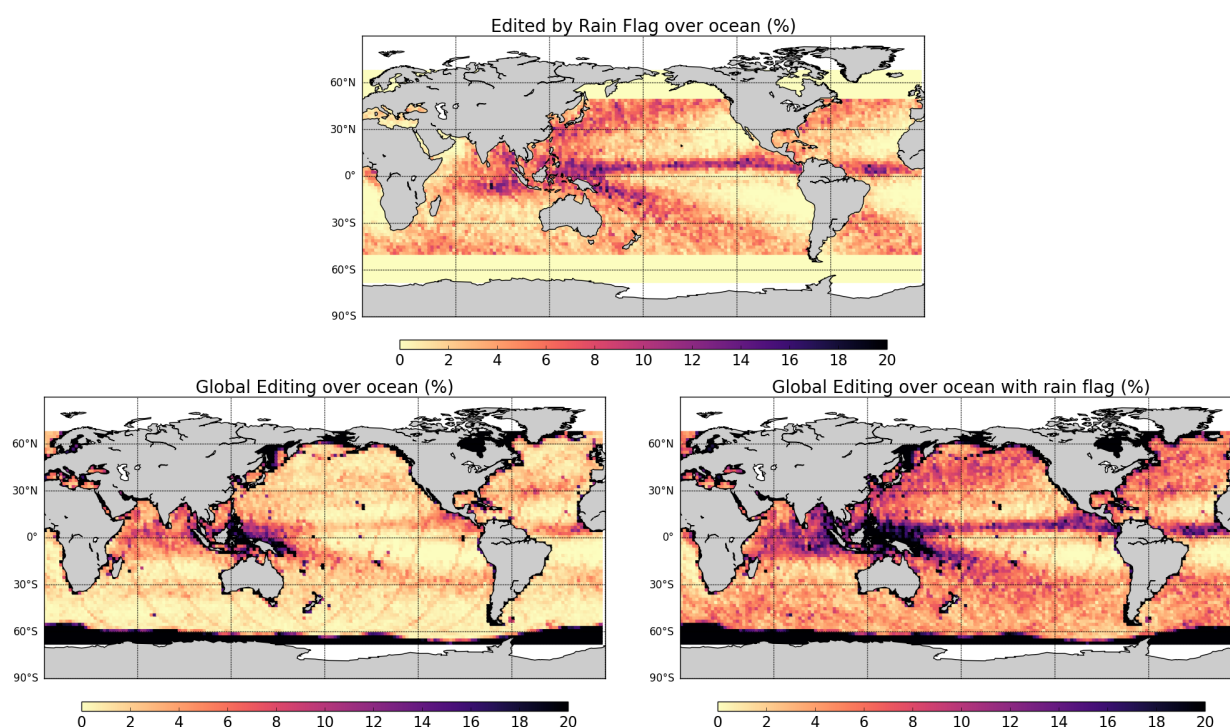 Edited by Rain Flag over ocean (%)
60°N
30°N
0°
30°S
60°S
90°S
0 2 4 6 8 10 12 14 16 18 20
Global Editing over ocean (%)
60°N
30°N
0°
30°S
60°S
90°S
0 2 4 6 8 10 12 14 16 18 20
Global Editing over ocean with rain flag (%)
60°N
30°N
0°
30°S
60°S
90°S
0 2 4 6 8 10 12 14 16 18 20